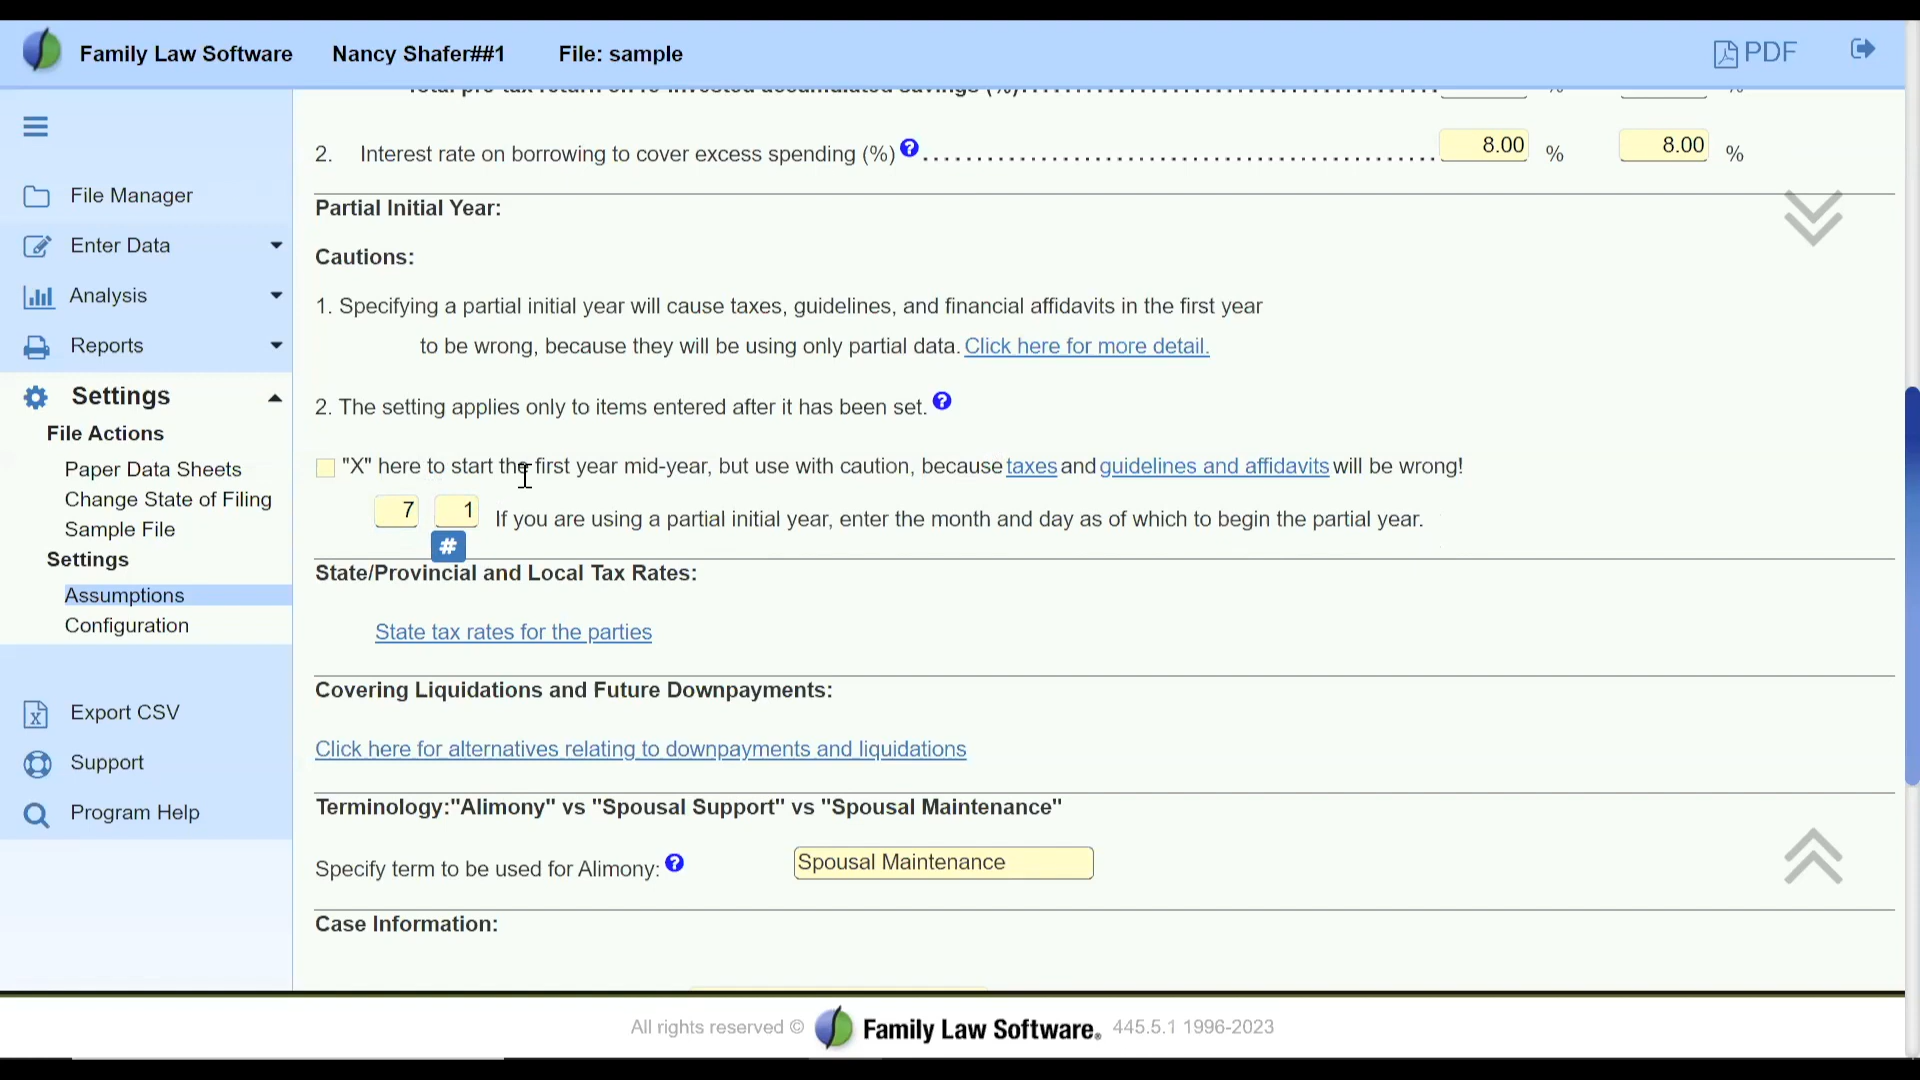 Family Law Software Nancy Shafer##1 File: sample PDF
File Manager
Enter Data
Analysis
Reports
Settings
File Actions
Paper Data Sheets
Change State of Filing
Sample File
Settings
Assumptions
Configuration
Export CSV
Support
Program Help
Total pre-tax return on re-invested accumulated savings (%) % %
2. Interest rate on borrowing to cover excess spending (%) 8.00 % 8.00 %
Partial Initial Year:
Cautions:
1. Specifying a partial initial year will cause taxes, guidelines, and financial affidavits in the first year
to be wrong, because they will be using only partial data. Click here for more detail.
2. The setting applies only to items entered after it has been set.
"X" here to start the first year mid-year, but use with caution, because taxes and guidelines and affidavits will be wrong!
7 1 If you are using a partial initial year, enter the month and day as of which to begin the partial year.
#
State/Provincial and Local Tax Rates:
State tax rates for the parties
Covering Liquidations and Future Downpayments:
Click here for alternatives relating to downpayments and liquidations
Terminology:"Alimony" vs "Spousal Support" vs "Spousal Maintenance"
Specify term to be used for Alimony: Spousal Maintenance
Case Information:
All rights reserved © Family Law Software® 445.5.1 1996-2023